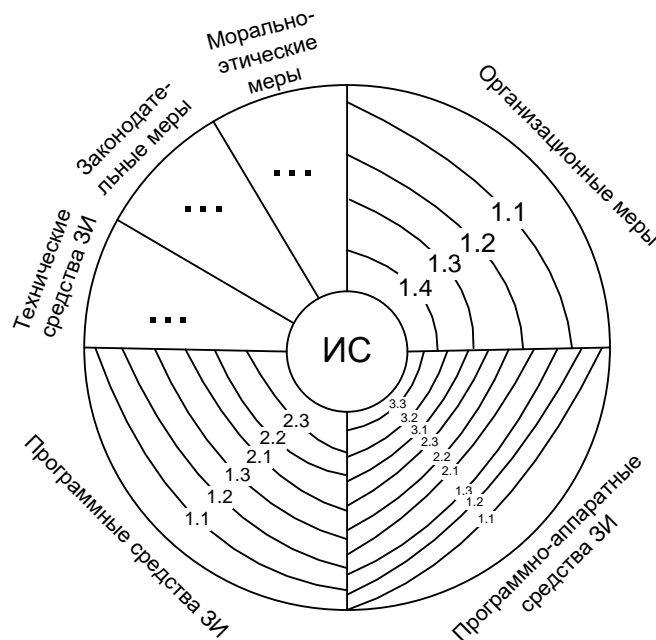 Морально-
этические
меры
Законодате-
льные меры
Технические
средства ЗИ
...
...
...
Организационные меры
1.1
1.2
1.3
1.4
ИС
3.3
3.2
3.1
2.3
2.2
2.1
1.3
1.2
1.1
Программно-аппаратные
средства ЗИ
2.3
2.2
2.1
1.3
1.2
1.1
Программные средства ЗИ